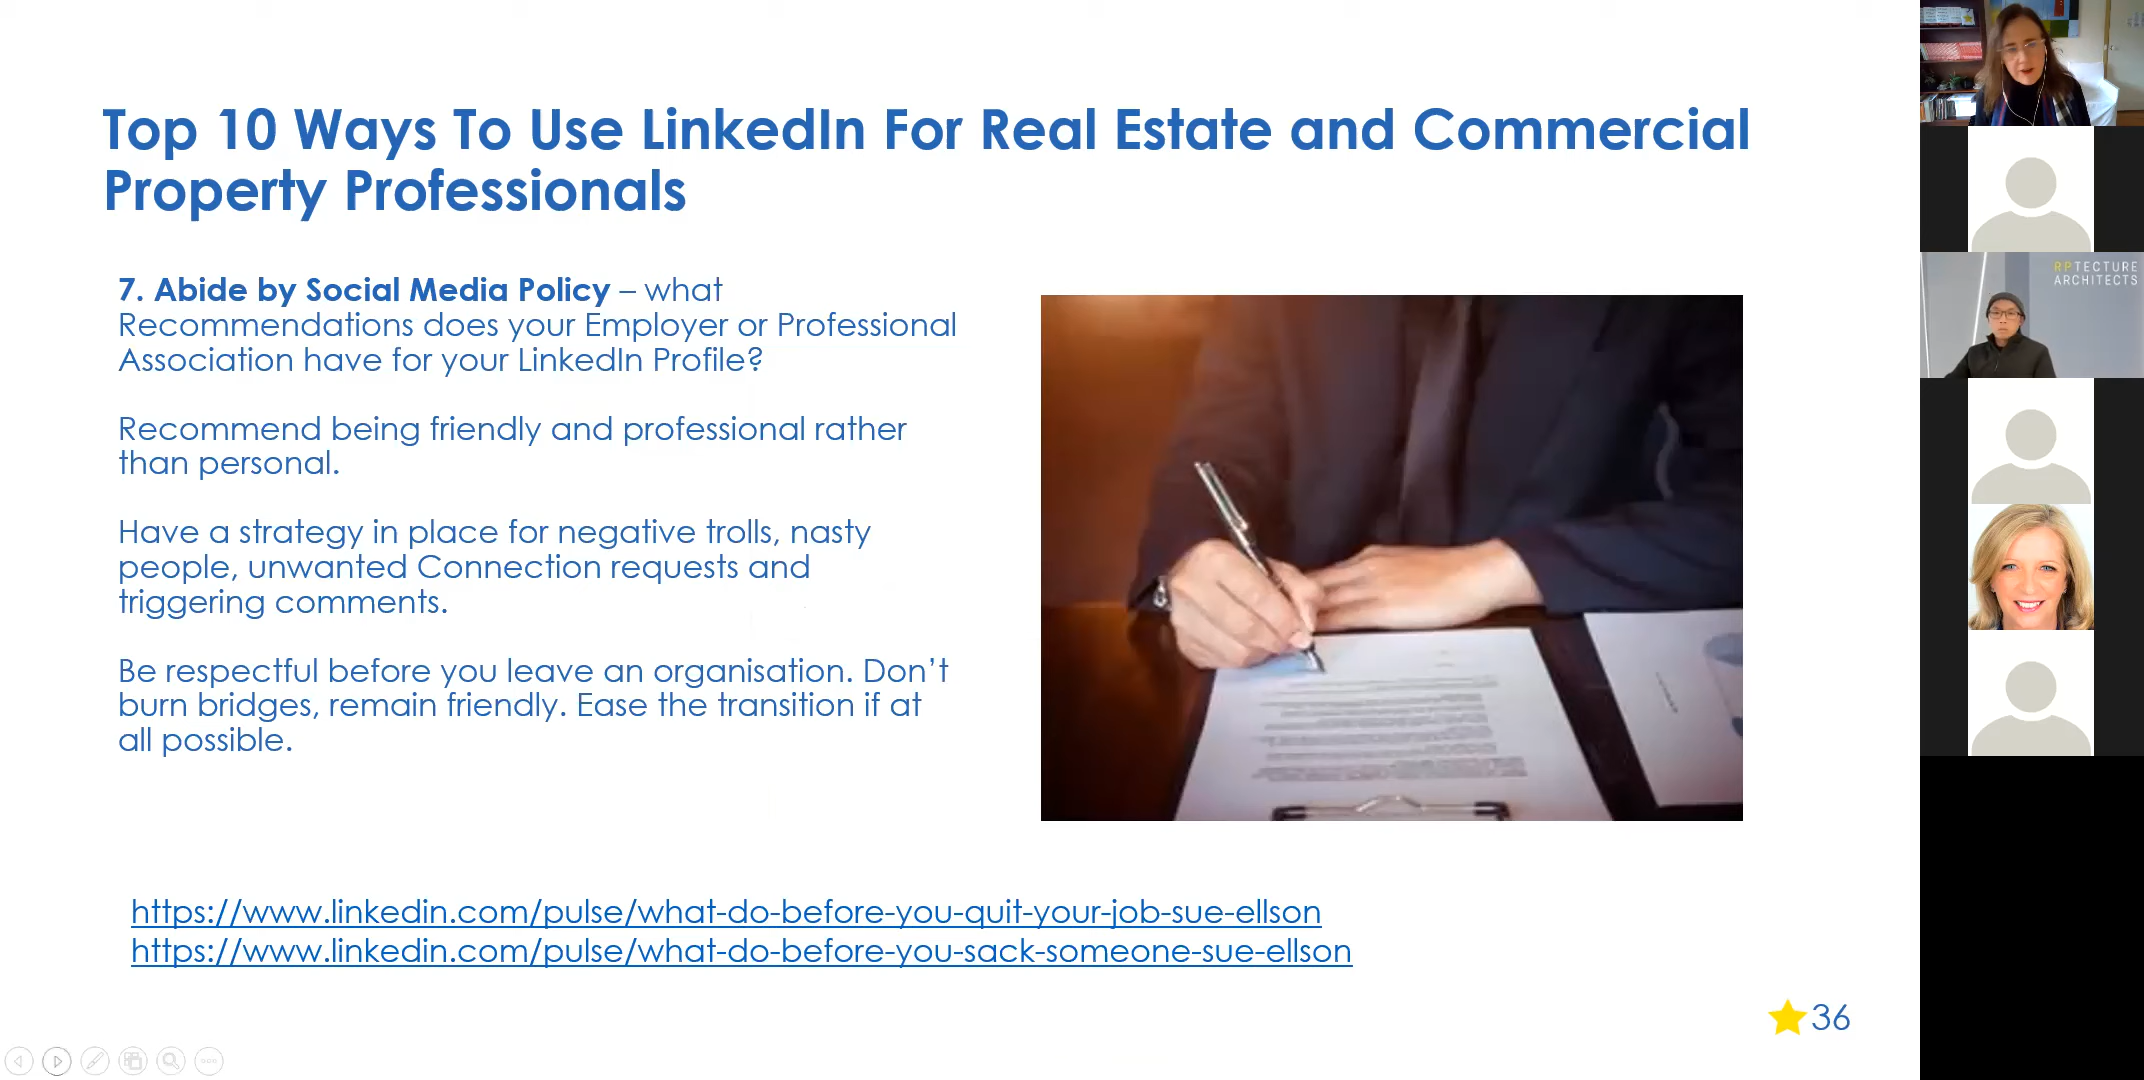 Top 10 Ways To Use LinkedIn For Real Estate and Commercial
Property Professionals
7. Abide by Social Media Policy – what
Recommendations does your Employer or Professional
Association have for your LinkedIn Profile?
Recommend being friendly and professional rather
than personal.
Have a strategy in place for negative trolls, nasty
people, unwanted Connection requests and
triggering comments.
Be respectful before you leave an organisation. Don’t
burn bridges, remain friendly. Ease the transition if at
all possible.
https://www.linkedin.com/pulse/what-do-before-you-quit-your-job-sue-ellson
https://www.linkedin.com/pulse/what-do-before-you-sack-someone-sue-ellson
36
RPTECTURE
ARCHITECTS